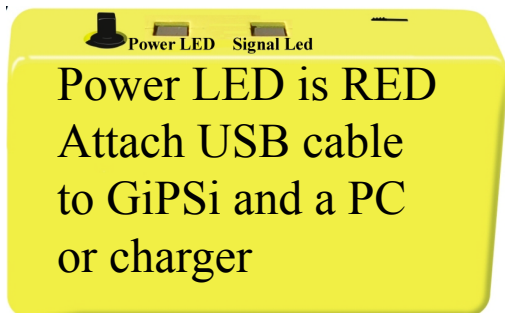 Power LED Signal Led
Power LED is RED
Attach USB cable
to GiPSi and a PC
or charger